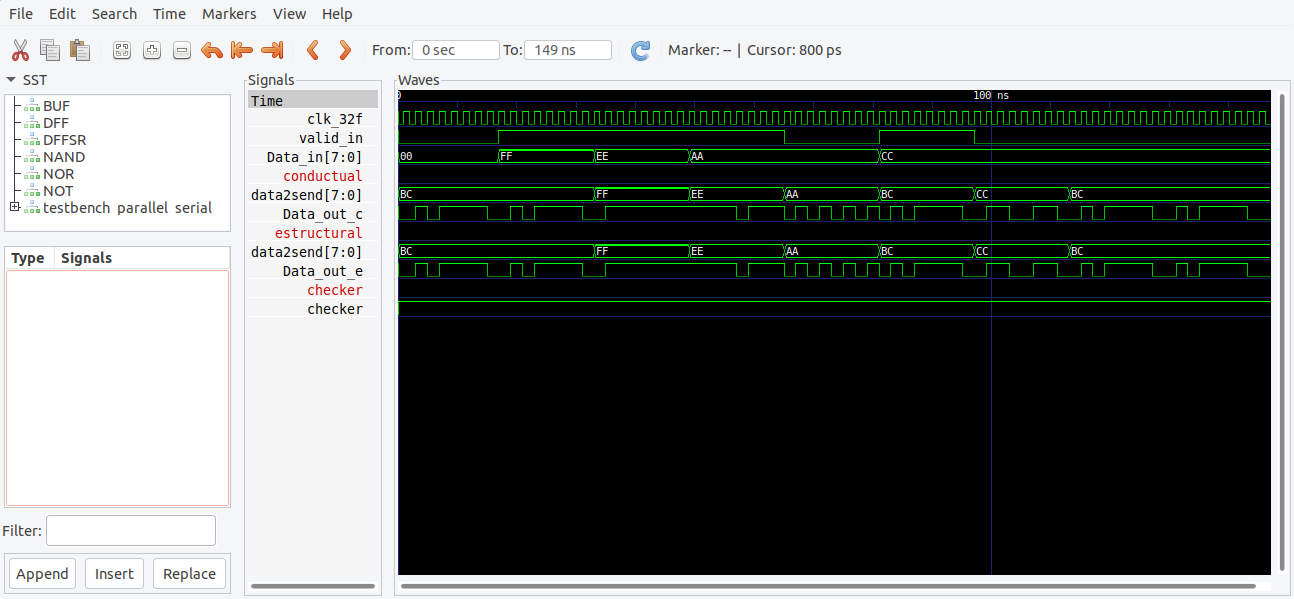 File Edit Search Time Markers View Help
From: 0 sec To: 149 ns Marker: -- | Cursor: 800 ps
SST
BUF
DFF
DFFSR
NAND
NOR
NOT
testbench_parallel_serial
Type Signals
Filter:
Append Insert Replace
Signals
Time
clk_32f
valid_in
Data_in[7:0]
conductual
data2send[7:0]
Data_out_c
estructural
data2send[7:0]
Data_out_e
checker
checker
Waves
0 100 ns
00 FF EE AA CC
BC FF EE AA BC CC BC
BC FF EE AA BC CC BC